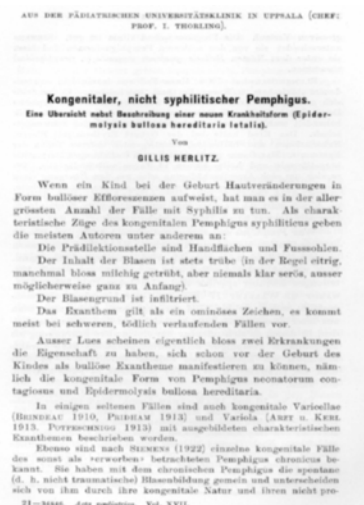 AUS DER PÄDIATRISCHEN UNIVERSITÄTSKLINIK IN UPPSALA (CHEF:
PROF. I. THORLING).
Kongenitaler, nicht syphilitischer Pemphigus.
Eine Übersicht nebst Beschreibung einer neuen Krankheitsform (Epider-
molysis bullosa hereditaria letalis).
Von
GILLIS HERLITZ.
Wenn ein Kind bei der Geburt Hautveränderungen in
Form bullöser Effloreszenzen aufweist, hat man es in der aller-
grössten Anzahl der Fälle mit Syphilis zu tun. Als charak-
teristische Züge des kongenitalen Pemphigus syphiliticus geben
die meisten Autoren unter anderem an:
Die Prädilektionsstelle sind Handflächen und Fusssohlen.
Der Inhalt der Blasen ist stets trübe (in der Regel eitrig,
manchmal bloss milchig getrübt, aber niemals klar serös, ausser
möglicherweise ganz zu Anfang).
Der Blasengrund ist infiltriert.
Das Exanthem gilt als ein ominöses Zeichen, es kommt
meist bei schweren, tödlich verlaufenden Fällen vor.
Ausser Lues scheinen eigentlich bloss zwei Erkrankungen
die Eigenschaft zu haben, sich schon vor der Geburt des
Kindes als bullöse Exantheme manifestieren zu können, näm-
lich die kongenitale Form von Pemphigus neonatorum con-
tagiosus und Epidermolysis bullosa hereditaria.
In einigen seltenen Fällen sind auch kongenitale Varicellae
(BRINDEAU 1910, PRIDHAM 1913) und Variola
1913, 1913) mit ausgebildeten charakteristischen
Exanthemen beschrieben worden.
Ebenso sind nach SIEMENS (1922) einzelne kongenitale Fälle
des sonst als »erworben» betrachteten Pemphigus chronicus be-
kannt. Sie haben mit dem chronischen Pemphigus die spontane
(d. h. nicht traumatische) Blasenbildung gemein und unterscheiden
sich von ihm durch ihre kongenitale Natur und ihren nicht pro-
Acta pædiatrica. Vol. XVII.